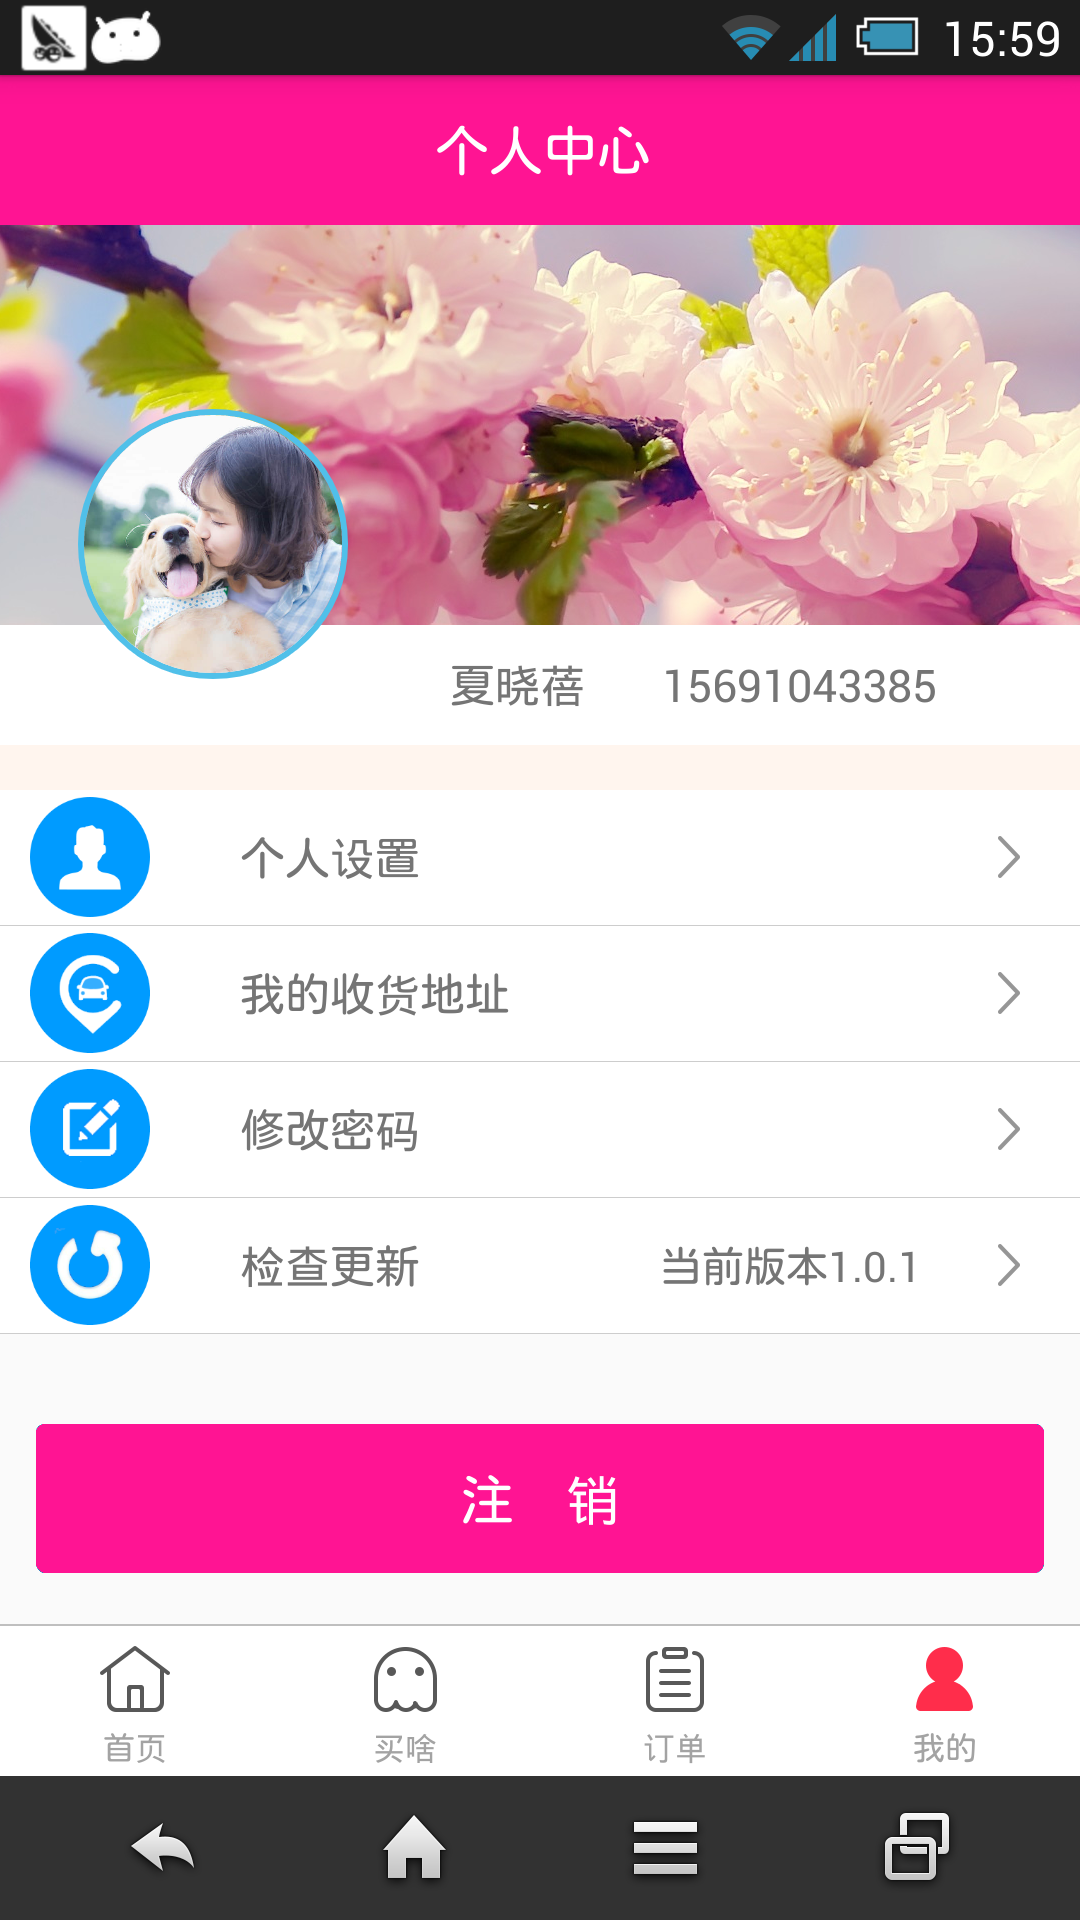 15:59
个人中心
夏晓蓓 15691043385
个人设置
我的收货地址
修改密码
检查更新 当前版本1.0.1
注 销
首页 买啥 订单 我的